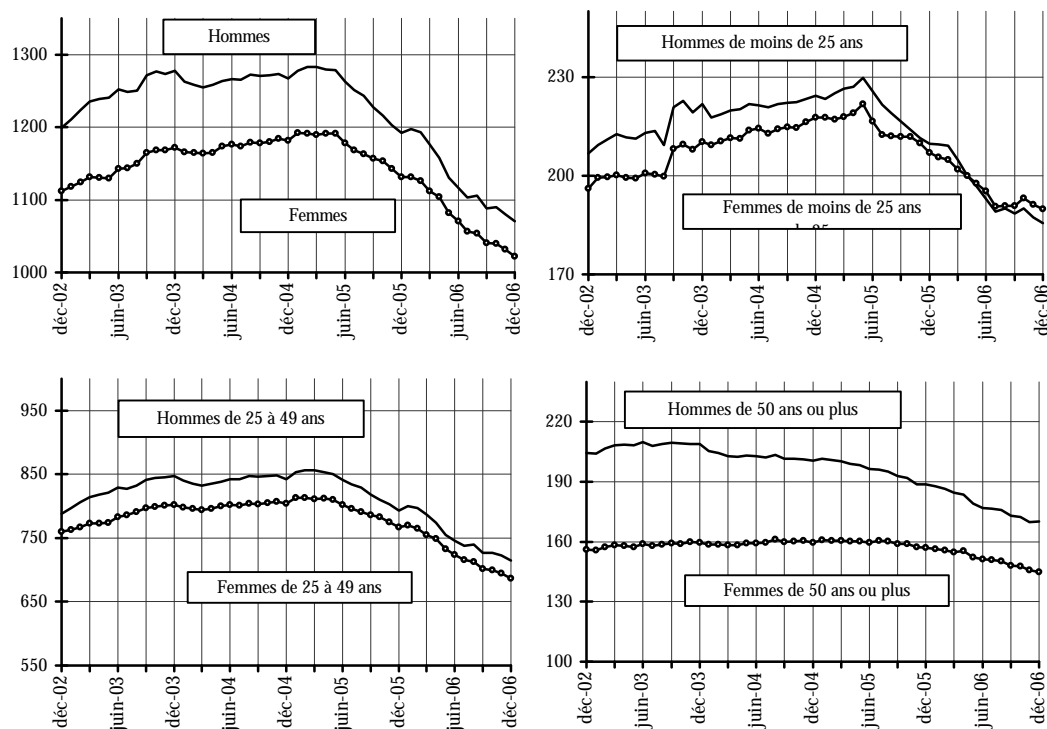 Hommes
1300
1200
1100
1000
Femmes
déc-02
juin-03
déc-03
juin-04
déc-04
juin-05
déc-05
juin-06
déc-06
Hommes de moins de 25 ans
230
200
170
Femmes de moins de 25 ans
déc-02
juin-03
déc-03
juin-04
déc-04
juin-05
déc-05
juin-06
déc-06
Hommes de 25 à 49 ans
950
850
750
650
550
Femmes de 25 à 49 ans
déc-02
juin-03
déc-03
juin-04
déc-04
juin-05
déc-05
juin-06
déc-06
Hommes de 50 ans ou plus
220
190
160
130
100
Femmes de 50 ans ou plus
déc-02
juin-03
déc-03
juin-04
déc-04
juin-05
déc-05
juin-06
déc-06